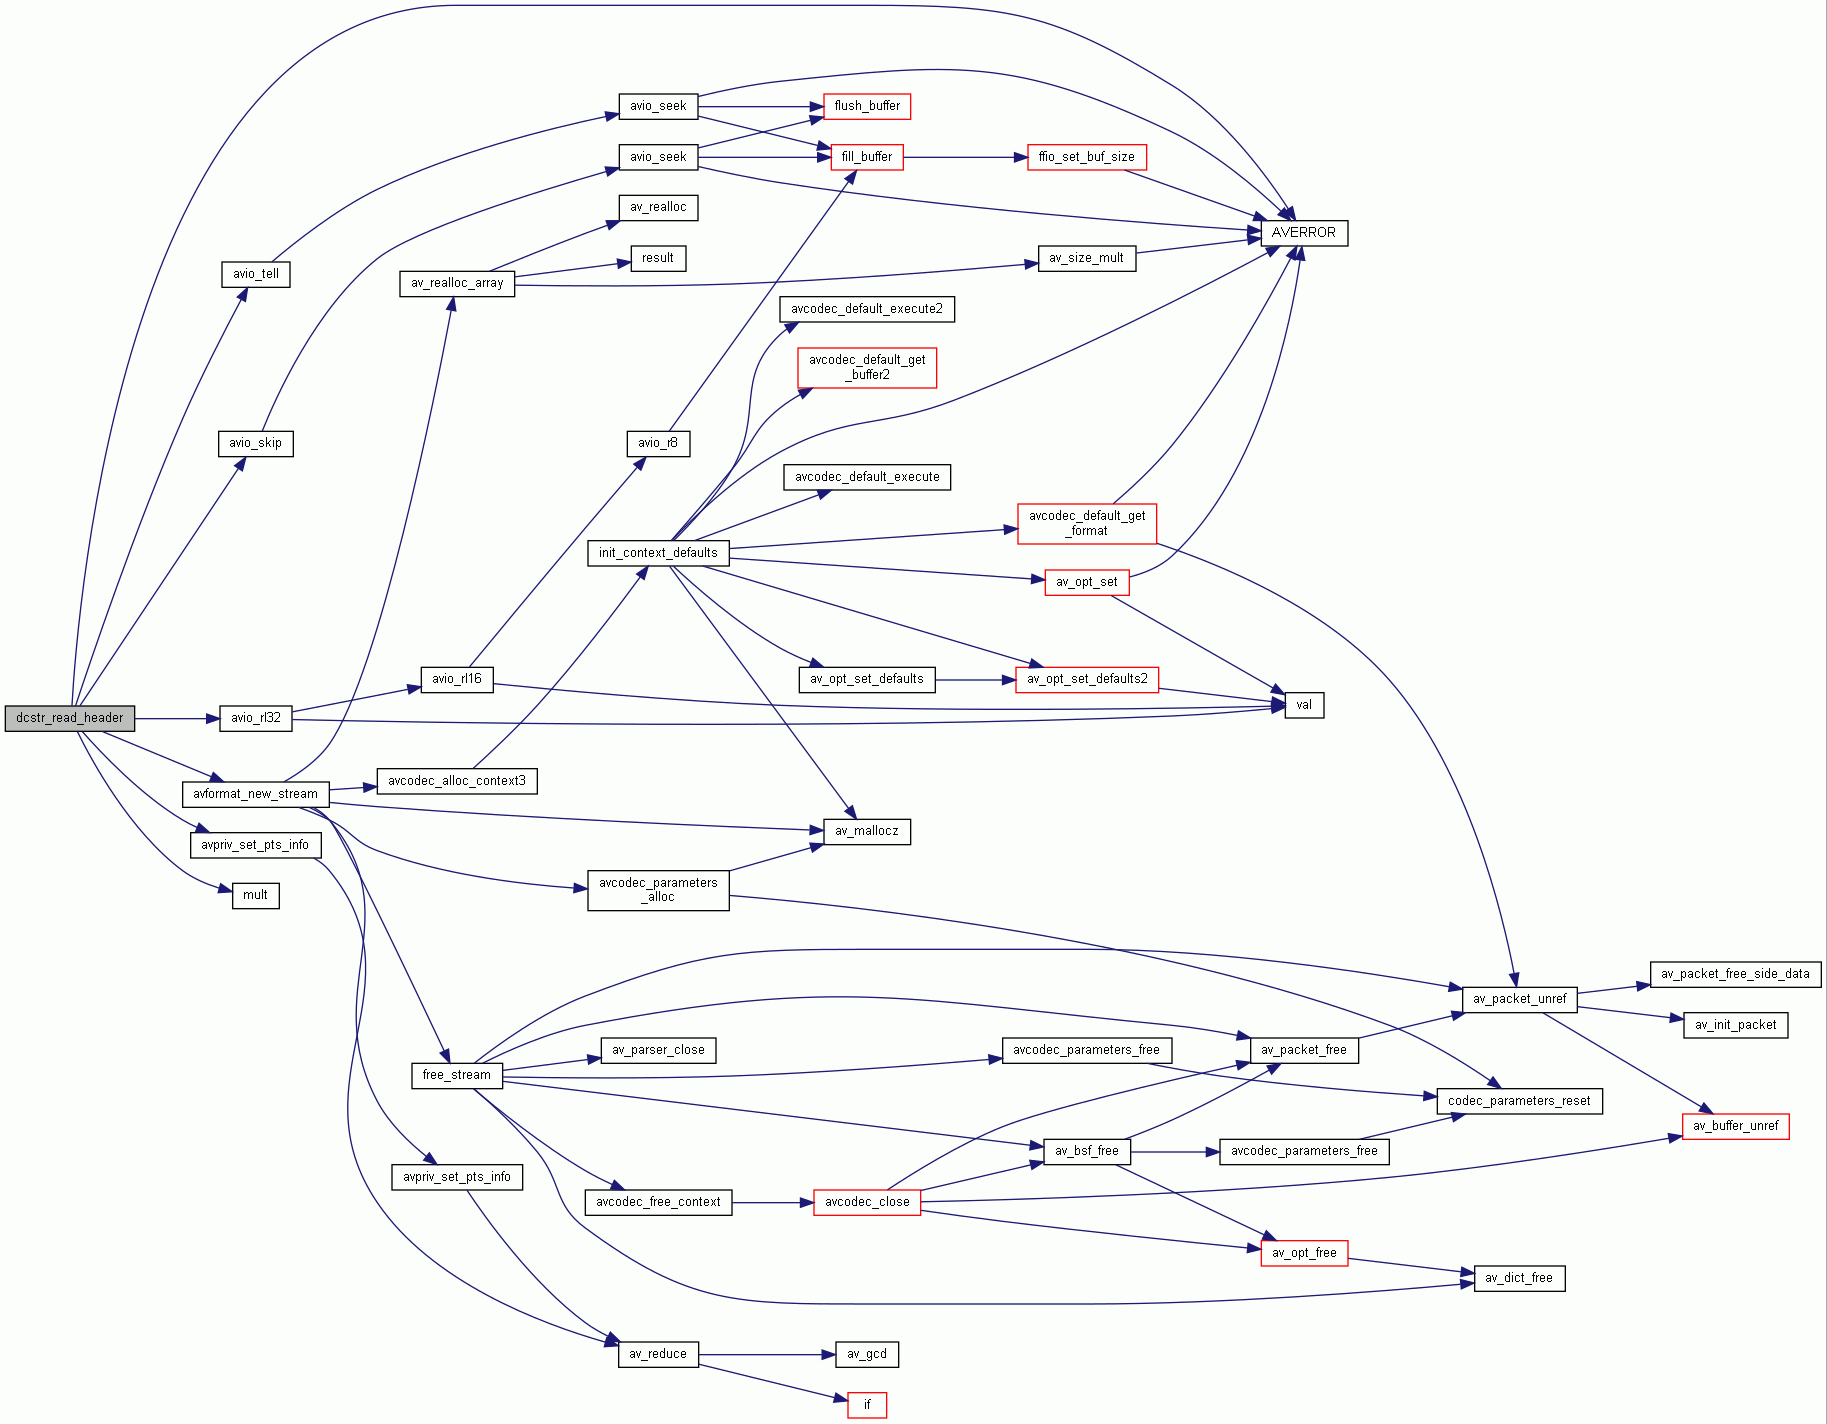 avio_seek
flush_buffer
avio_seek
fill_buffer
ffio_set_buf_size
av_realloc
AVERROR
result
av_size_mult
avio_tell
av_realloc_array
avcodec_default_execute2
avcodec_default_get
_buffer2
avio_skip
avio_r8
avcodec_default_execute
avcodec_default_get
_format
init_context_defaults
av_opt_set
avio_rl16
av_opt_set_defaults
av_opt_set_defaults2
val
dcstr_read_header
avio_rl32
avcodec_alloc_context3
avformat_new_stream
av_mallocz
avpriv_set_pts_info
mult
avcodec_parameters
_alloc
av_packet_free_side_data
av_packet_unref
av_init_packet
av_parser_close
avcodec_parameters_free
av_packet_free
free_stream
codec_parameters_reset
av_buffer_unref
av_bsf_free
avcodec_parameters_free
avpriv_set_pts_info
avcodec_free_context
avcodec_close
av_opt_free
av_dict_free
av_reduce
av_gcd
if